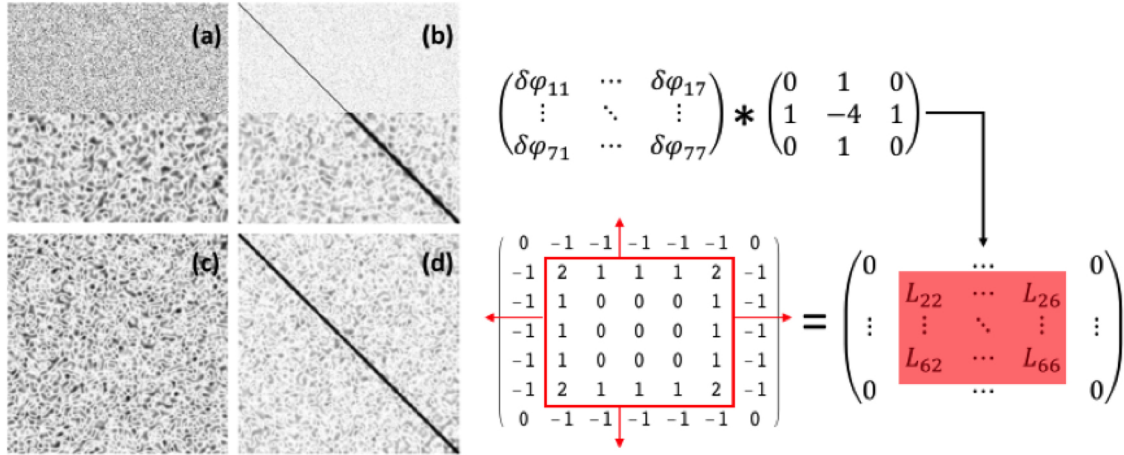 (a)
(b)
(c)
(d)
δφ₁₁ ⋯ δφ₁₇
⋮ ⋱ ⋮
δφ₇₁ ⋯ δφ₇₇
*
0 1 0
1 −4 1
0 1 0
0 -1 -1 -1 -1 -1 0
-1 2 1 1 1 2 -1
-1 1 0 0 0 1 -1
-1 1 0 0 0 1 -1
-1 1 0 0 0 1 -1
-1 2 1 1 1 2 -1
0 -1 -1 -1 -1 -1 0
=
0 ⋯ 0
L₂₂ ⋯ L₂₆
⋮ ⋮ ⋱ ⋮ ⋮
L₆₂ ⋯ L₆₆
0 ⋯ 0